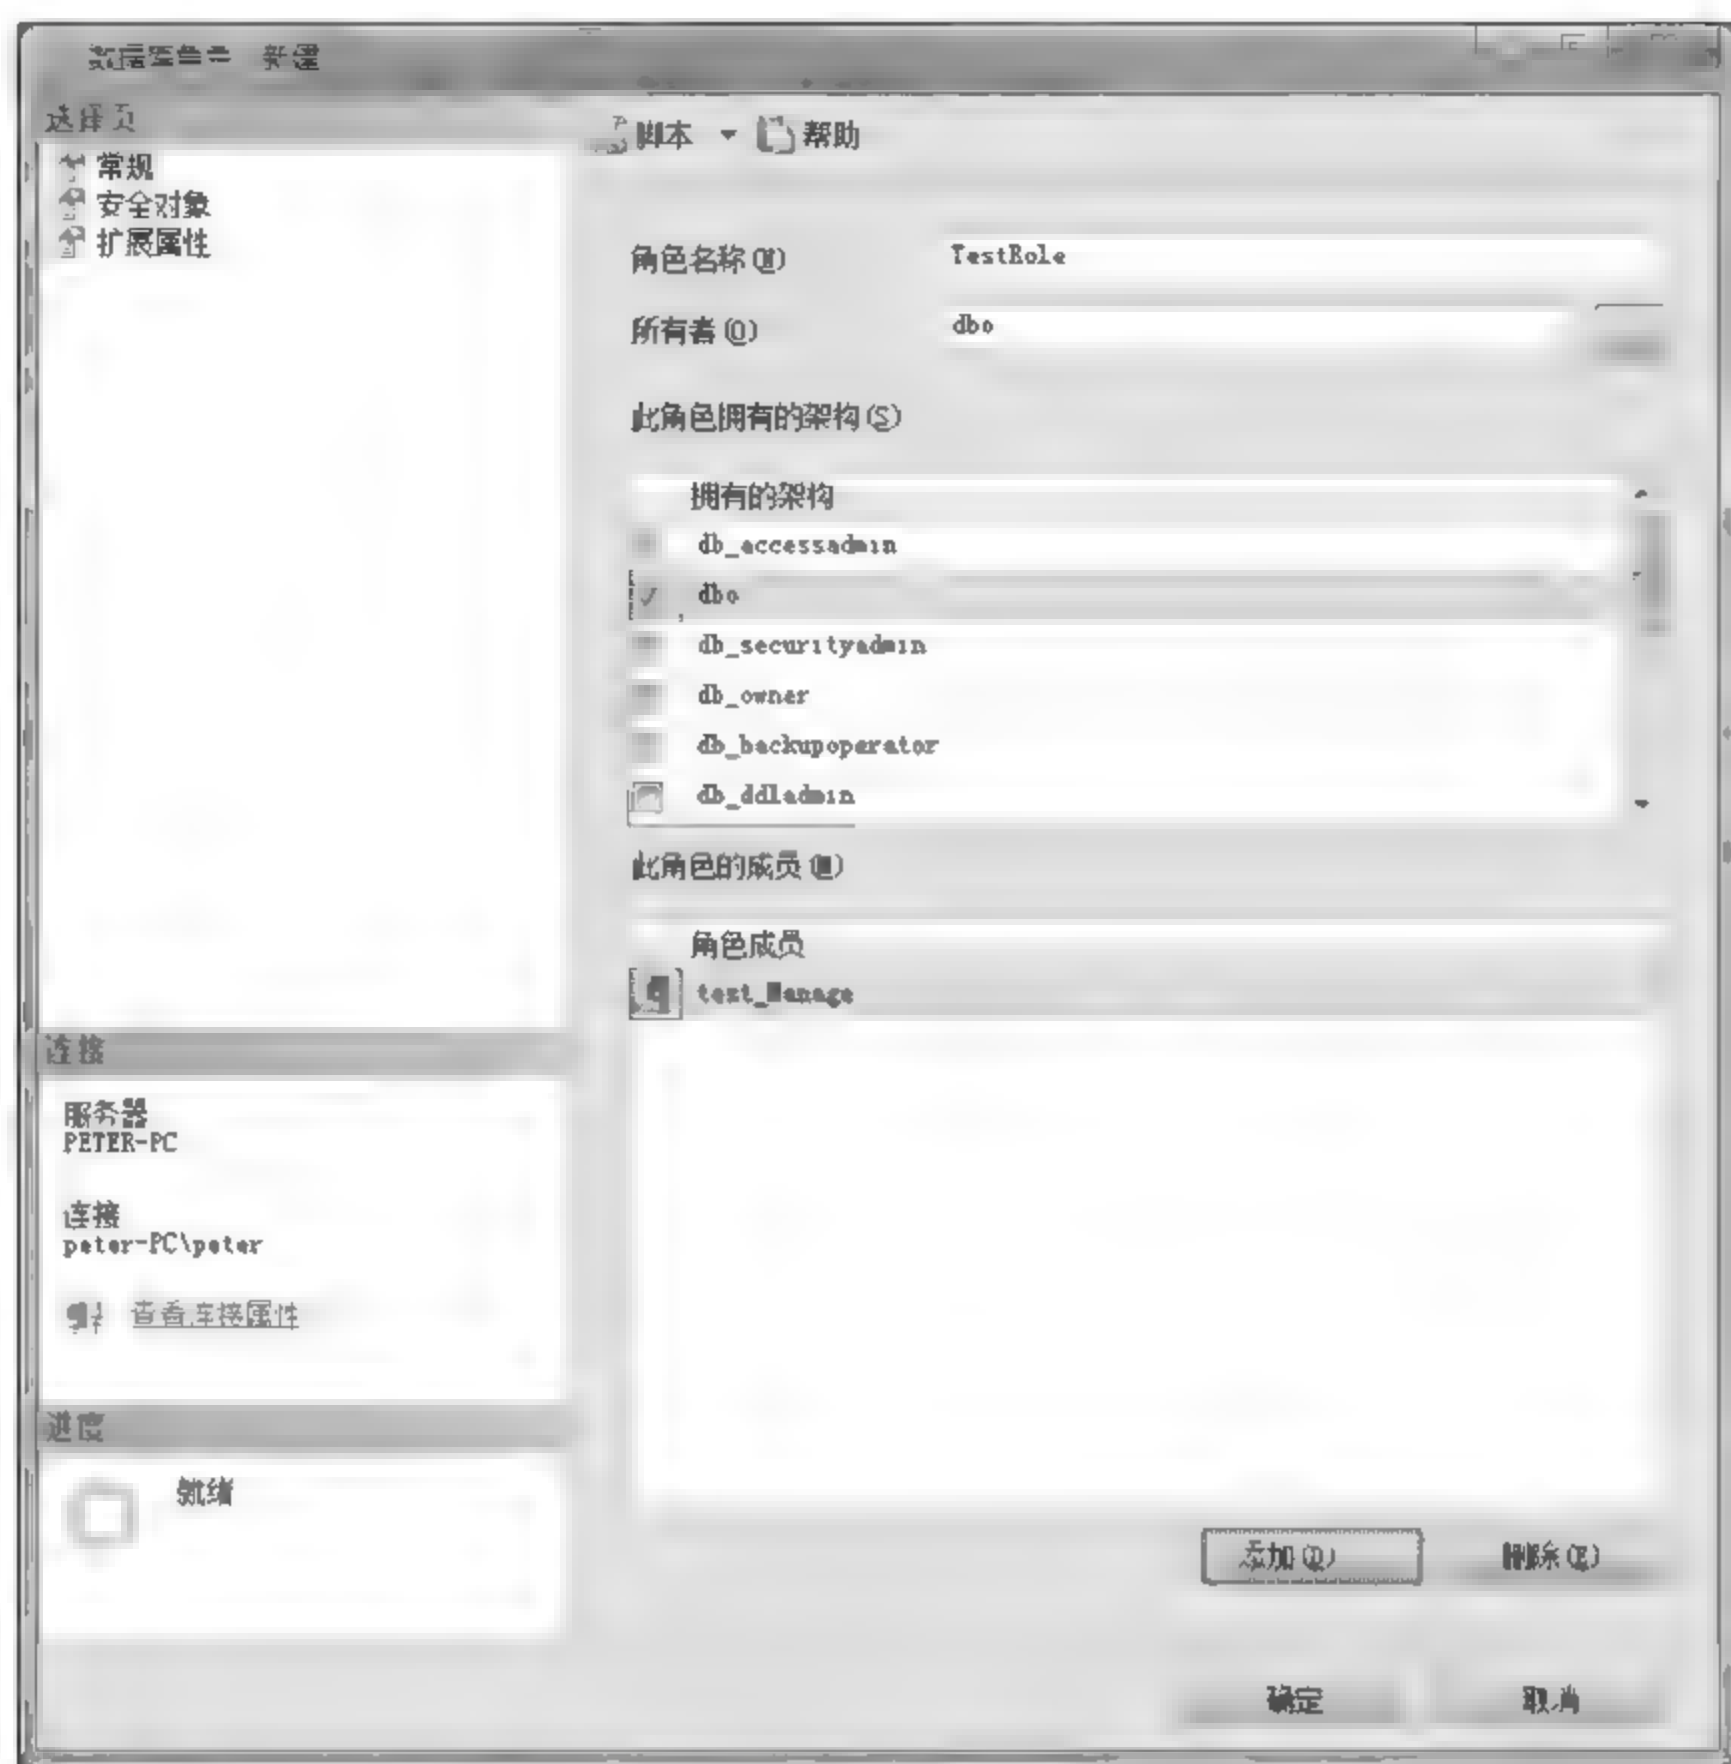 数据库角色 - 新建
选择页
常规
安全对象
扩展属性
脚本 帮助
角色名称(N)
TestRole
所有者(O)
dbo
此角色拥有的架构(S)
拥有的架构
db_accessadmin
dbo
db_securityadmin
db_owner
db_backupoperator
db_ddladmin
此角色的成员(M)
角色成员
text_Manage
连接
服务器
PETER-PC
连接
peter-PC\peter
查看连接属性
进度
就绪
添加(D)
删除(R)
确定
取消